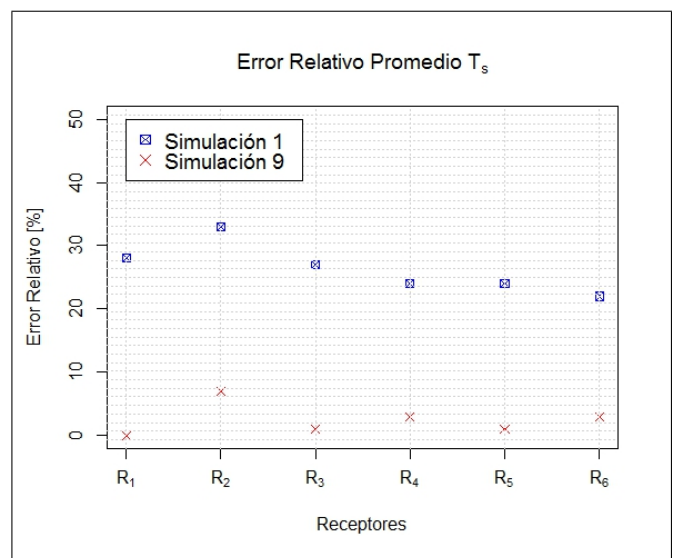 Error Relativo Promedio Tₛ
Simulación 1
Simulación 9
Error Relativo [%]
50
40
30
20
10
0
R₁ R₂ R₃ R₄ R₅ R₆
Receptores